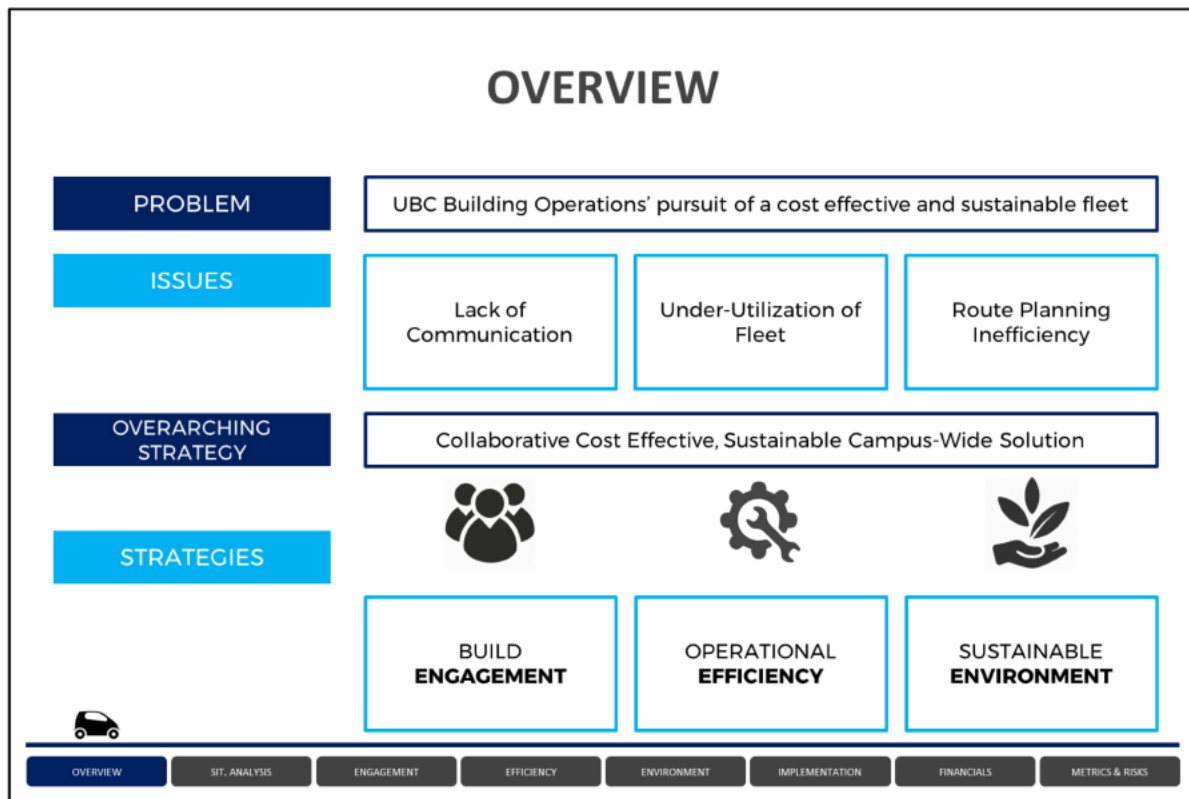 OVERVIEW
PROBLEM
UBC Building Operations’ pursuit of a cost effective and sustainable fleet
ISSUES
Lack of
Communication
Under-Utilization of
Fleet
Route Planning
Inefficiency
OVERARCHING
STRATEGY
Collaborative Cost Effective, Sustainable Campus-Wide Solution
STRATEGIES
BUILD
ENGAGEMENT
OPERATIONAL
EFFICIENCY
SUSTAINABLE
ENVIRONMENT
OVERVIEW
SIT. ANALYSIS
ENGAGEMENT
EFFICIENCY
ENVIRONMENT
IMPLEMENTATION
FINANCIALS
METRICS & RISKS